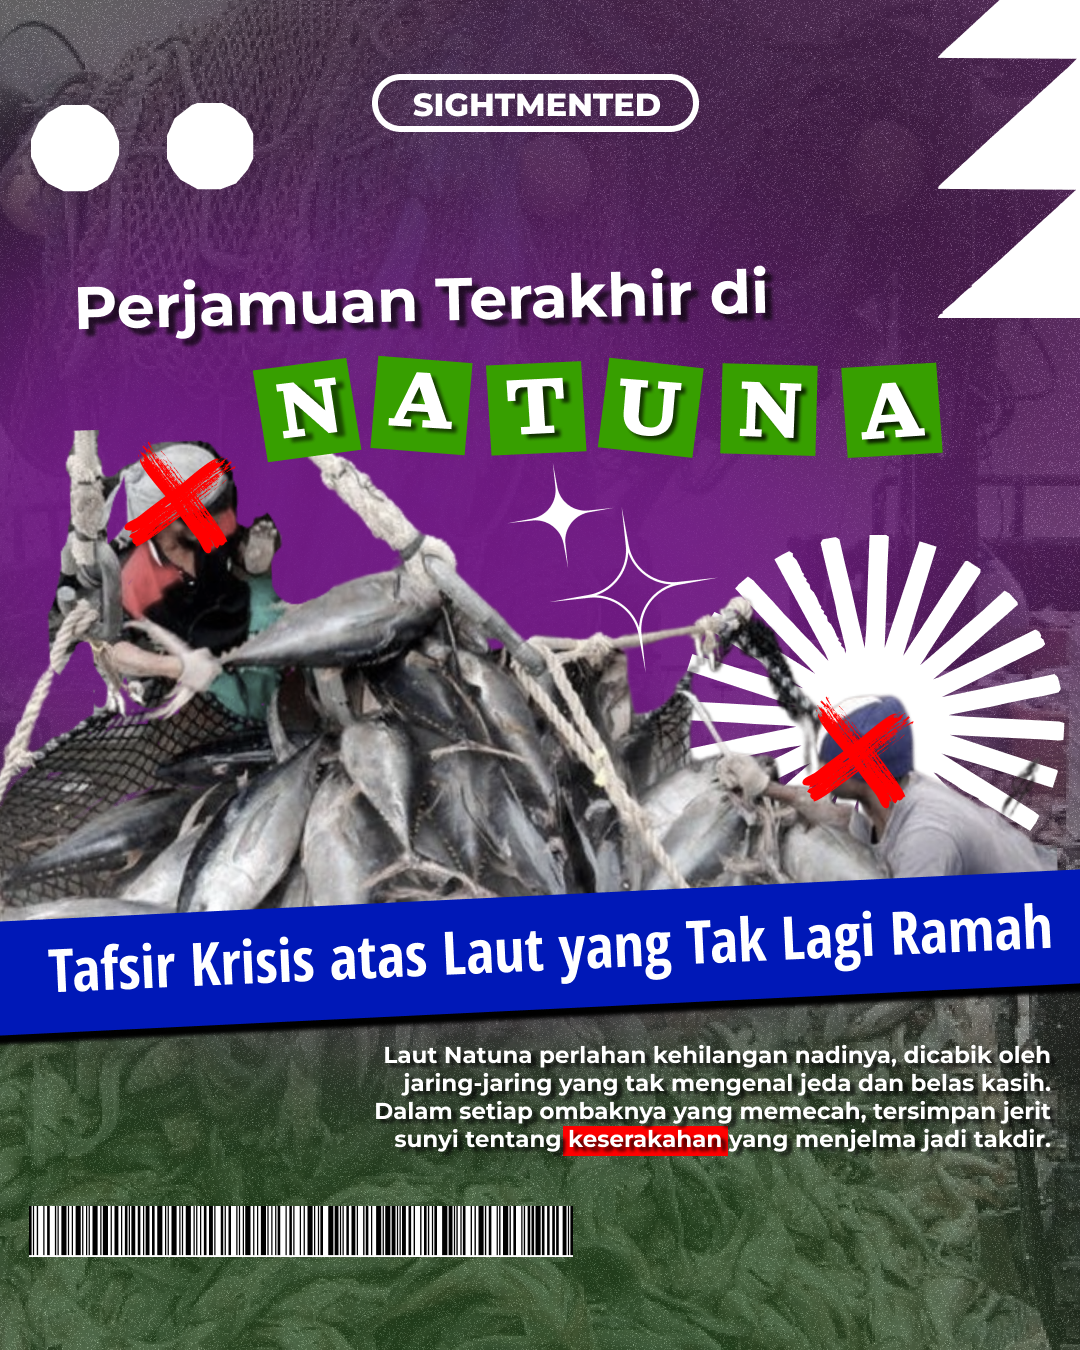 SIGHTMENTED
Perjamuan Terakhir di
NATUNA
Tafsir Krisis atas Laut yang Tak Lagi Ramah
Laut Natuna perlahan kehilangan nadinya, dicabik oleh
jaring-jaring yang tak mengenal jeda dan belas kasih.
Dalam setiap ombaknya yang memecah, tersimpan jerit
sunyi tentang keserakahan yang menjelma jadi takdir.